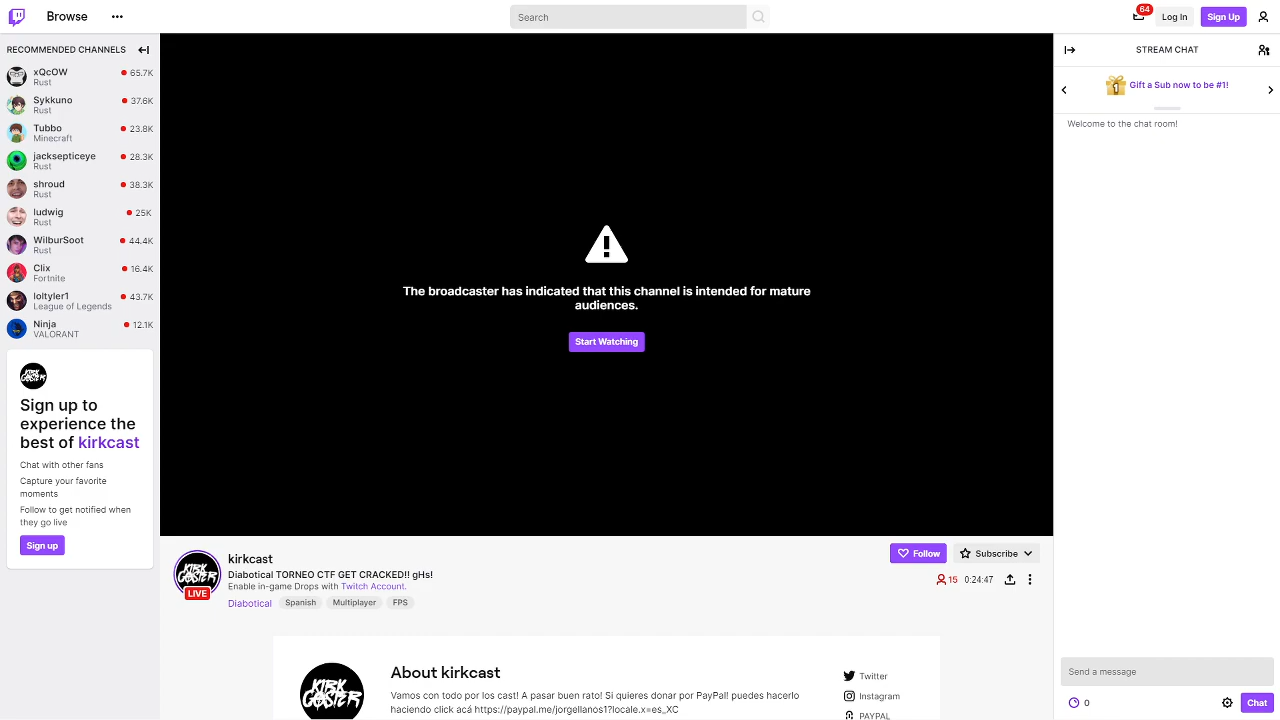 Browse
Search
64
Log In
Sign Up
RECOMMENDED CHANNELS
xQcOW
65.7K
Rust
Sykkuno
37.6K
Rust
Tubbo
23.8K
Minecraft
jacksepticeye
28.3K
Rust
shroud
38.3K
Rust
ludwig
25K
Rust
WilburSoot
44.4K
Rust
Clix
16.4K
Fortnite
loltyler1
43.7K
League of Legends
Ninja
12.1K
VALORANT
KIRK
CASTER
Sign up to
experience the
best of kirkcast
Chat with other fans
Capture your favorite
moments
Follow to get notified when
they go live
Sign up
The broadcaster has indicated that this channel is intended for mature
audiences.
Start Watching
KIRK
CASTER
LIVE
kirkcast
Diabotical TORNEO CTF GET CRACKED!! gHs!
Enable in-game Drops with Twitch Account.
Diabotical
Spanish
Multiplayer
FPS
Follow
Subscribe
15
0:24:47
KIRK
CASTER
About kirkcast
Vamos con todo por los cast! A pasar buen rato! Si quieres donar por PayPal! puedes hacerlo
haciendo click acá https://paypal.me/jorgellanos1?locale.x=es_XC
Twitter
Instagram
PAYPAL
STREAM CHAT
1
Gift a Sub now to be #1!
Welcome to the chat room!
Send a message
0
Chat